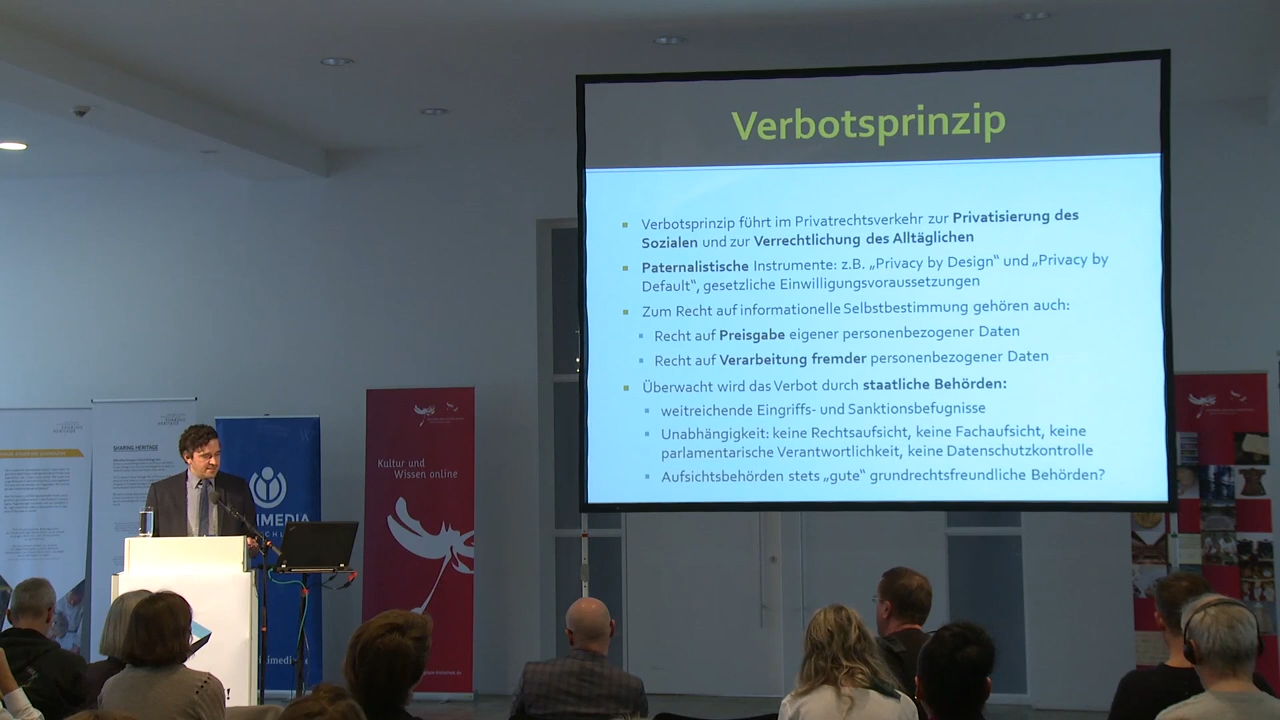 Verbotsprinzip
Verbotsprinzip führt im Privatrechtsverkehr zur Privatisierung des
Sozialen und zur Verrechtlichung des Alltäglichen
Paternalistische Instrumente: z.B. „Privacy by Design“ und „Privacy by
Default“, gesetzliche Einwilligungsvoraussetzungen
Zum Recht auf informationelle Selbstbestimmung gehören auch:
Recht auf Preisgabe eigener personenbezogener Daten
Recht auf Verarbeitung fremder personenbezogener Daten
Überwacht wird das Verbot durch staatliche Behörden:
weitreichende Eingriffs- und Sanktionsbefugnisse
Unabhängigkeit: keine Rechtsaufsicht, keine Fachaufsicht, keine
parlamentarische Verantwortlichkeit, keine Datenschutzkontrolle
Aufsichtsbehörden stets „gute“ grundrechtsfreundliche Behörden?
SHARING HERITAGE
IMEDIA
Kultur und
Wissen online